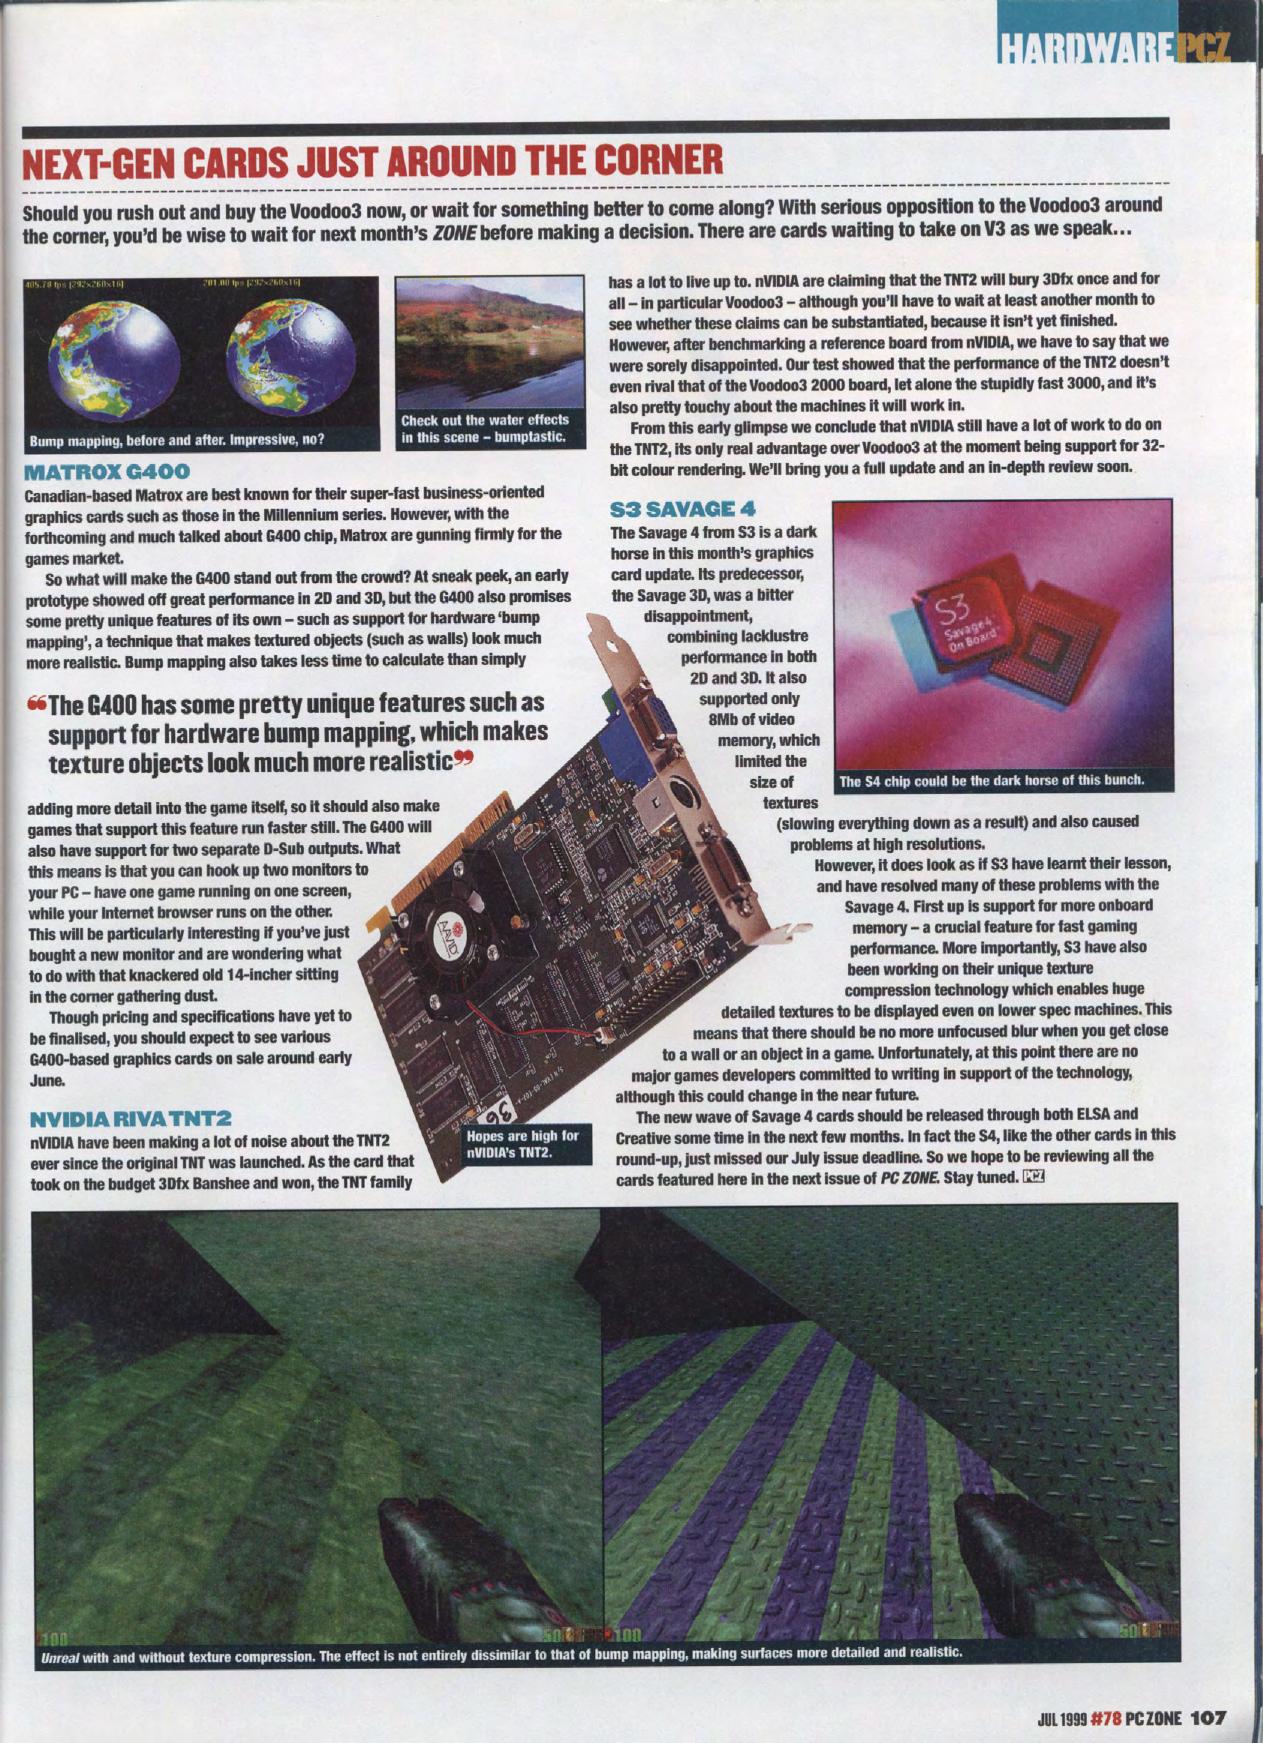 HARDWARE PCZ
NEXT-GEN CARDS JUST AROUND THE CORNER
Should you rush out and buy the Voodoo3 now, or wait for something better to come along? With serious opposition to the Voodoo3 around
the corner, you'd be wise to wait for next month's ZONE before making a decision. There are cards waiting to take on V3 as we speak...
405.78 fps [292x260x16]
201.00 fps [292x260x16]
Bump mapping, before and after. Impressive, no?
Check out the water effects
in this scene – bumptastic.
MATROX G400
Canadian-based Matrox are best known for their super-fast business-oriented
graphics cards such as those in the Millennium series. However, with the
forthcoming and much talked about G400 chip, Matrox are gunning firmly for the
games market.
So what will make the G400 stand out from the crowd? At sneak peek, an early
prototype showed off great performance in 2D and 3D, but the G400 also promises
some pretty unique features of its own – such as support for hardware 'bump
mapping', a technique that makes textured objects (such as walls) look much
more realistic. Bump mapping also takes less time to calculate than simply
“The G400 has some pretty unique features such as
support for hardware bump mapping, which makes
texture objects look much more realistic”
adding more detail into the game itself, so it should also make
games that support this feature run faster still. The G400 will
also have support for two separate D-Sub outputs. What
this means is that you can hook up two monitors to
your PC – have one game running on one screen,
while your Internet browser runs on the other.
This will be particularly interesting if you've just
bought a new monitor and are wondering what
to do with that knackered old 14-incher sitting
in the corner gathering dust.
Though pricing and specifications have yet to
be finalised, you should expect to see various
G400-based graphics cards on sale around early
June.
NVIDIA RIVA TNT2
nVIDIA have been making a lot of noise about the TNT2
ever since the original TNT was launched. As the card that
took on the budget 3Dfx Banshee and won, the TNT family
AAVID
36
Hopes are high for
nVIDIA's TNT2.
has a lot to live up to. nVIDIA are claiming that the TNT2 will bury 3Dfx once and for
all – in particular Voodoo3 – although you'll have to wait at least another month to
see whether these claims can be substantiated, because it isn't yet finished.
However, after benchmarking a reference board from nVIDIA, we have to say that we
were sorely disappointed. Our test showed that the performance of the TNT2 doesn't
even rival that of the Voodoo3 2000 board, let alone the stupidly fast 3000, and it's
also pretty touchy about the machines it will work in.
From this early glimpse we conclude that nVIDIA still have a lot of work to do on
the TNT2, its only real advantage over Voodoo3 at the moment being support for 32-
bit colour rendering. We'll bring you a full update and an in-depth review soon.
S3 SAVAGE 4
The Savage 4 from S3 is a dark
horse in this month's graphics
card update. Its predecessor,
the Savage 3D, was a bitter
disappointment,
combining lacklustre
performance in both
2D and 3D. It also
supported only
8Mb of video
memory, which
limited the
size of
textures
(slowing everything down as a result) and also caused
problems at high resolutions.
However, it does look as if S3 have learnt their lesson,
and have resolved many of these problems with the
Savage 4. First up is support for more onboard
memory – a crucial feature for fast gaming
performance. More importantly, S3 have also
been working on their unique texture
compression technology which enables huge
detailed textures to be displayed even on lower spec machines. This
means that there should be no more unfocused blur when you get close
to a wall or an object in a game. Unfortunately, at this point there are no
major games developers committed to writing in support of the technology,
although this could change in the near future.
The new wave of Savage 4 cards should be released through both ELSA and
Creative some time in the next few months. In fact the S4, like the other cards in this
round-up, just missed our July issue deadline. So we hope to be reviewing all the
cards featured here in the next issue of PC ZONE. Stay tuned. PCZ
S3
Savage4
On Board
The S4 chip could be the dark horse of this bunch.
100
50
100
50
Unreal with and without texture compression. The effect is not entirely dissimilar to that of bump mapping, making surfaces more detailed and realistic.
JUL 1999 #78 PC ZONE 107